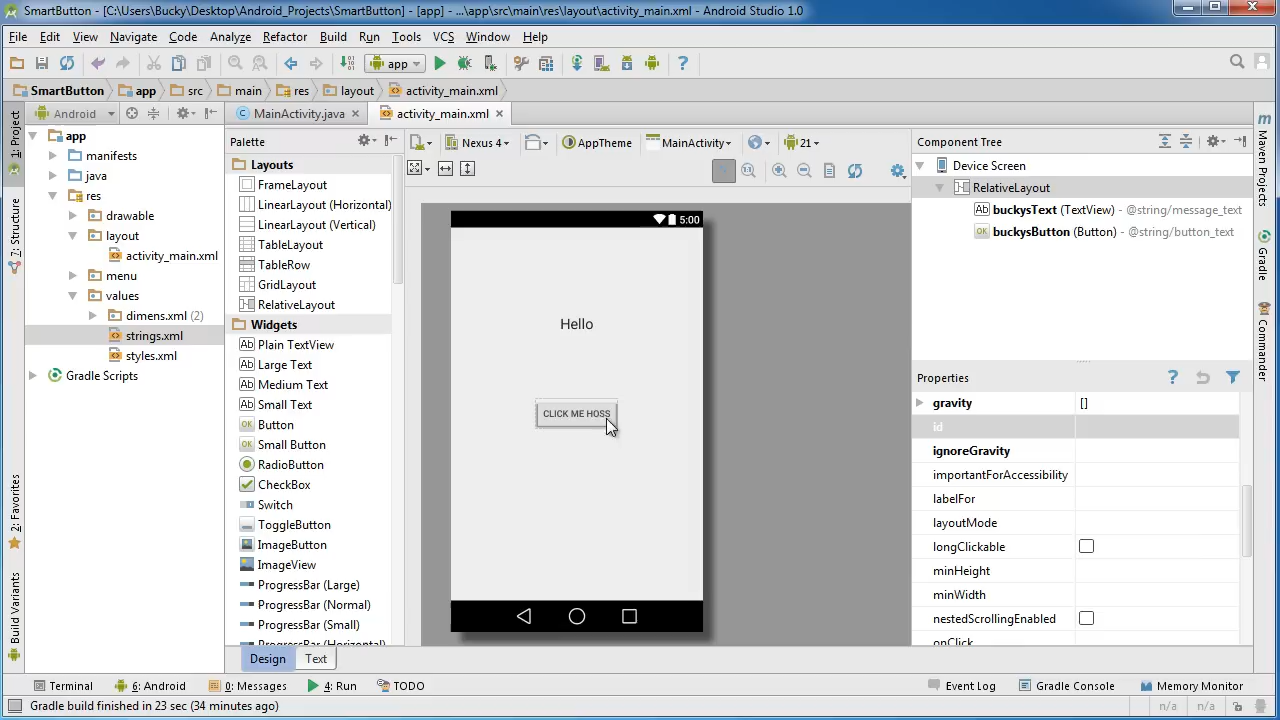 SmartButton - [C:\Users\Bucky\Desktop\Android_Projects\SmartButton] - [app] - ...\app\src\main\res\layout\activity_main.xml - Android Studio 1.0
File Edit View Navigate Code Analyze Refactor Build Run Tools VCS Window Help
app
SmartButton app src main res layout activity_main.xml
Android
MainActivity.java
activity_main.xml
1: Project
7: Structure
2: Favorites
Build Variants
app
manifests
java
res
drawable
layout
activity_main.xml
menu
values
dimens.xml (2)
strings.xml
styles.xml
Gradle Scripts
Palette
Layouts
FrameLayout
LinearLayout (Horizontal)
LinearLayout (Vertical)
TableLayout
TableRow
GridLayout
RelativeLayout
Widgets
Plain TextView
Large Text
Medium Text
Small Text
Button
Small Button
RadioButton
CheckBox
Switch
ToggleButton
ImageButton
ImageView
ProgressBar (Large)
ProgressBar (Normal)
ProgressBar (Small)
ProgressBar (Horizontal)
Nexus 4 AppTheme MainActivity 21
5:00
Hello
CLICK ME HOSS
Design Text
Component Tree
Device Screen
RelativeLayout
buckysText (TextView) - @string/message_text
buckysButton (Button) - @string/button_text
Properties
gravity []
id
ignoreGravity
importantForAccessibility
labelFor
layoutMode
longClickable
minHeight
minWidth
nestedScrollingEnabled
onClick
Maven Projects
Gradle
Commander
Terminal 6: Android 0: Messages 4: Run TODO Event Log Gradle Console Memory Monitor
Gradle build finished in 23 sec (34 minutes ago) n/a n/a